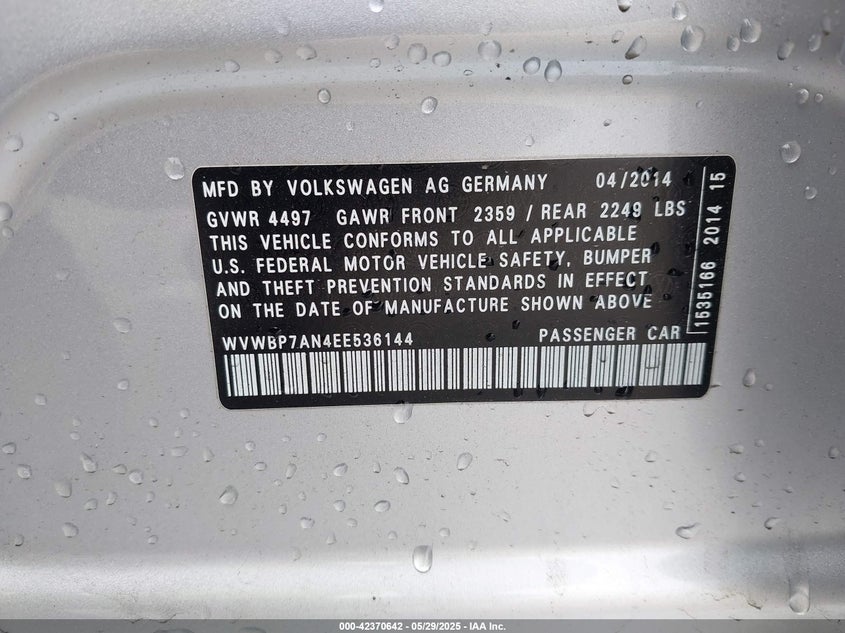 MFD BY VOLKSWAGEN AG GERMANY 04/2014
GVWR 4497 GAWR FRONT 2359 / REAR 2249 LBS
THIS VEHICLE CONFORMS TO ALL APPLICABLE
U.S. FEDERAL MOTOR VEHICLE SAFETY, BUMPER
AND THEFT PREVENTION STANDARDS IN EFFECT
ON THE DATE OF MANUFACTURE SHOWN ABOVE
WVWBP7AN4EE536144 PASSENGER CAR
1535166 2014 15
000-42370642 - 05/29/2025 - IAA Inc.